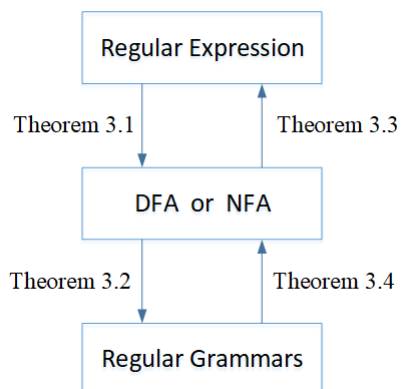 Regular Expression
Theorem 3.1
Theorem 3.3
DFA or NFA
Theorem 3.2
Theorem 3.4
Regular Grammars